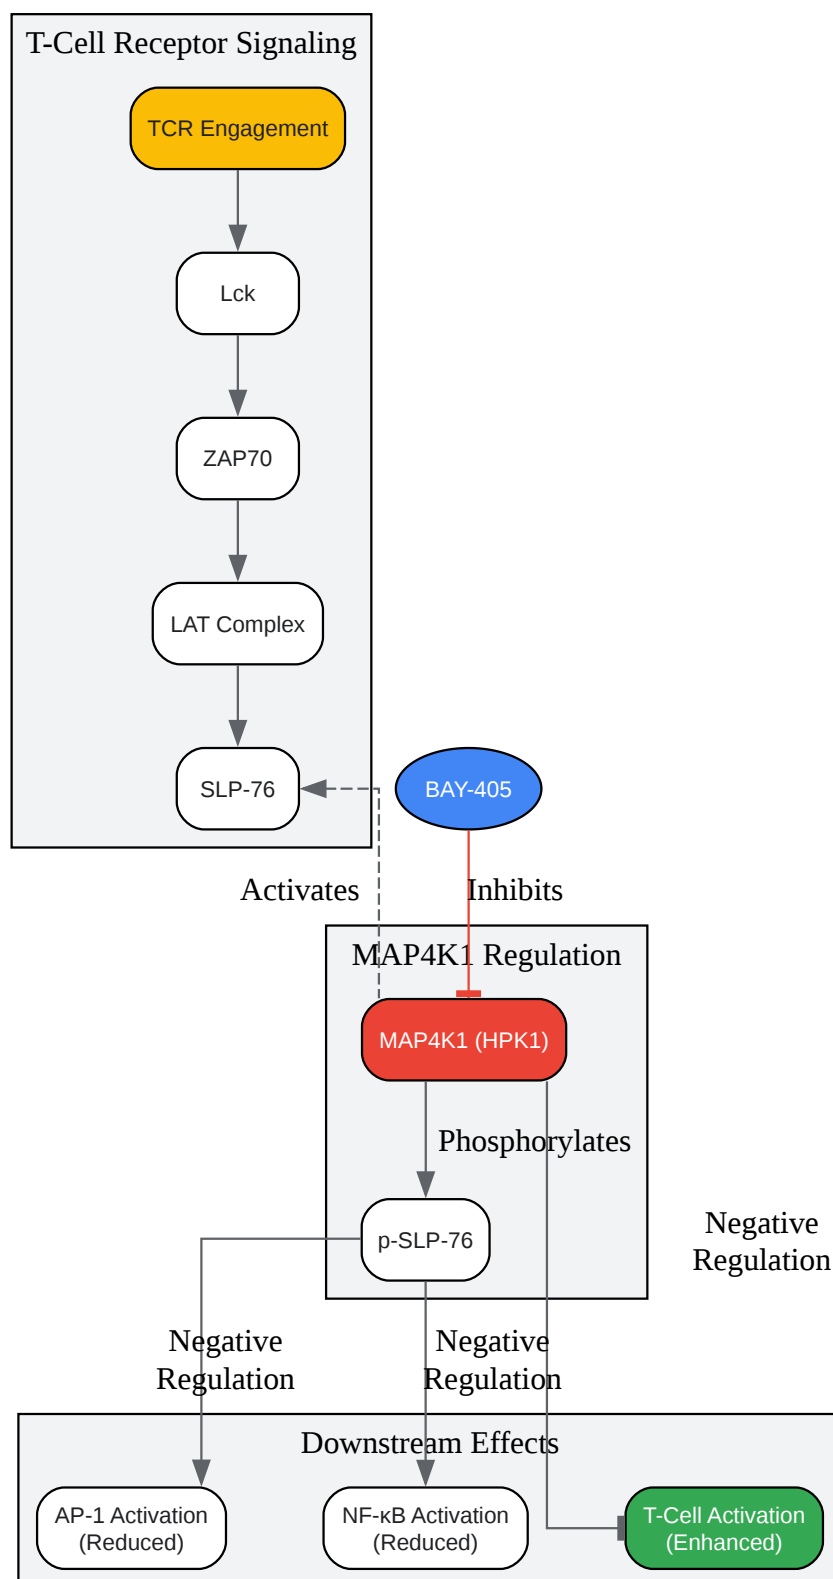 T-Cell Receptor Signaling
TCR Engagement
Lck
ZAP70
LAT Complex
SLP-76
BAY-405
Activates
Inhibits
MAP4K1 Regulation
MAP4K1 (HPK1)
Phosphorylates
p-SLP-76
Negative
Regulation
Negative
Regulation
Negative
Regulation
Downstream Effects
AP-1 Activation
(Reduced)
NF-κB Activation
(Reduced)
T-Cell Activation
(Enhanced)